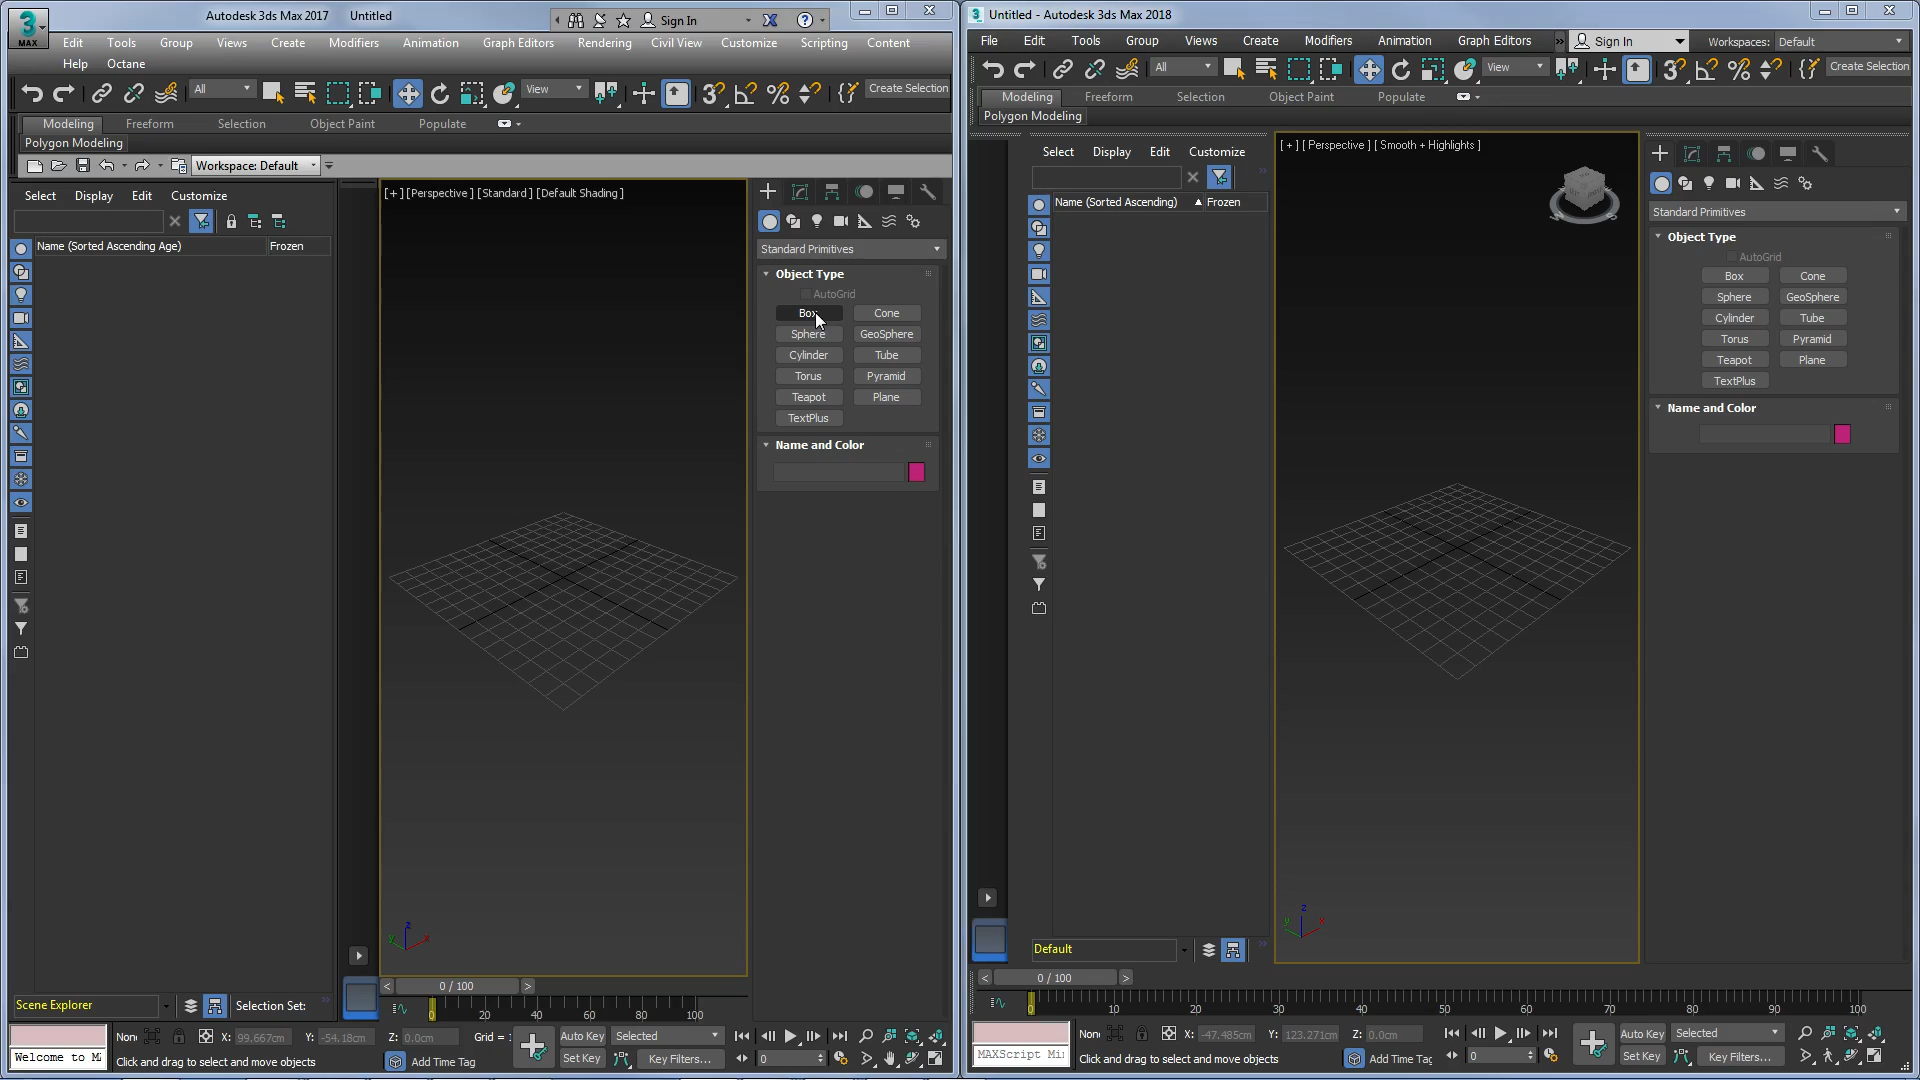 Autodesk 3ds Max 2017 Untitled
Sign In
MAX
Edit Tools Group Views Create Modifiers Animation Graph Editors Rendering Civil View Customize Scripting Content
Help Octane
All
View
Create Selection
Modeling Freeform Selection Object Paint Populate
Polygon Modeling
Workspace: Default
Select Display Edit Customize
Name (Sorted Ascending Age) Frozen
[ + ] [Perspective ] [Standard ] [Default Shading ]
Standard Primitives
Object Type
AutoGrid
Box Cone
Sphere GeoSphere
Cylinder Tube
Torus Pyramid
Teapot Plane
TextPlus
Name and Color
z
y
x
Scene Explorer
Selection Set:
< 0 / 100 >
0 20 40 60 80 100
Non X: 99.667cm Y: -54.18cm Z: 0.0cm Grid =
Auto Key Selected
Welcome to M
Click and drag to select and move objects
Add Time Tag
Set Key Key Filters...
0
Untitled - Autodesk 3ds Max 2018
File Edit Tools Group Views Create Modifiers Animation Graph Editors
Sign In
Workspaces: Default
All
View
Create Selection
Modeling Freeform Selection Object Paint Populate
Polygon Modeling
Select Display Edit Customize
Name (Sorted Ascending) Frozen
[ + ] [ Perspective ] [ Smooth + Highlights ]
Standard Primitives
Object Type
AutoGrid
Box Cone
Sphere GeoSphere
Cylinder Tube
Torus Pyramid
Teapot Plane
TextPlus
Name and Color
z
y
x
Default
< 0 / 100 >
0 10 20 30 40 50 60 70 80 90 100
Non X: -47.485cm Y: 123.271cm Z: 0.0cm
Auto Key Selected
MAXScript Mi
Click and drag to select and move objects
Add Time Tag
Set Key Key Filters...
0